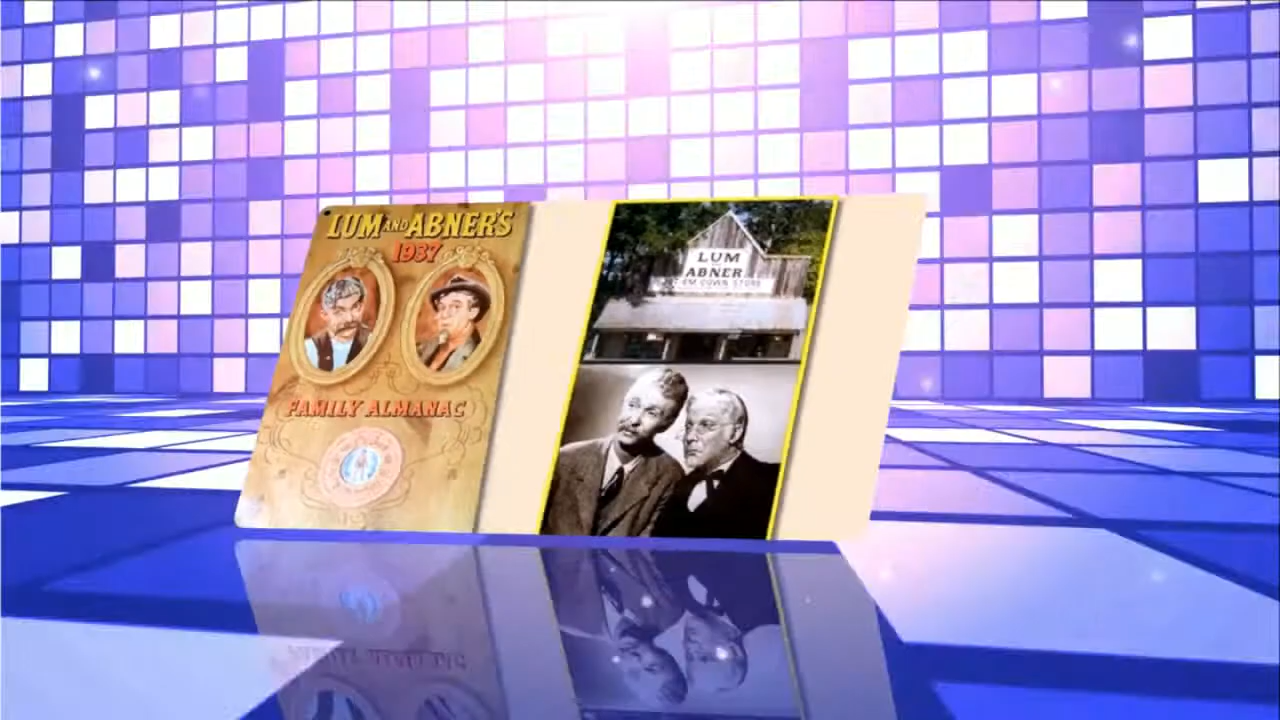 LUM AND ABNER'S
1937
FAMILY ALMANAC
LUM
ABNER
'EM DOWN STORE